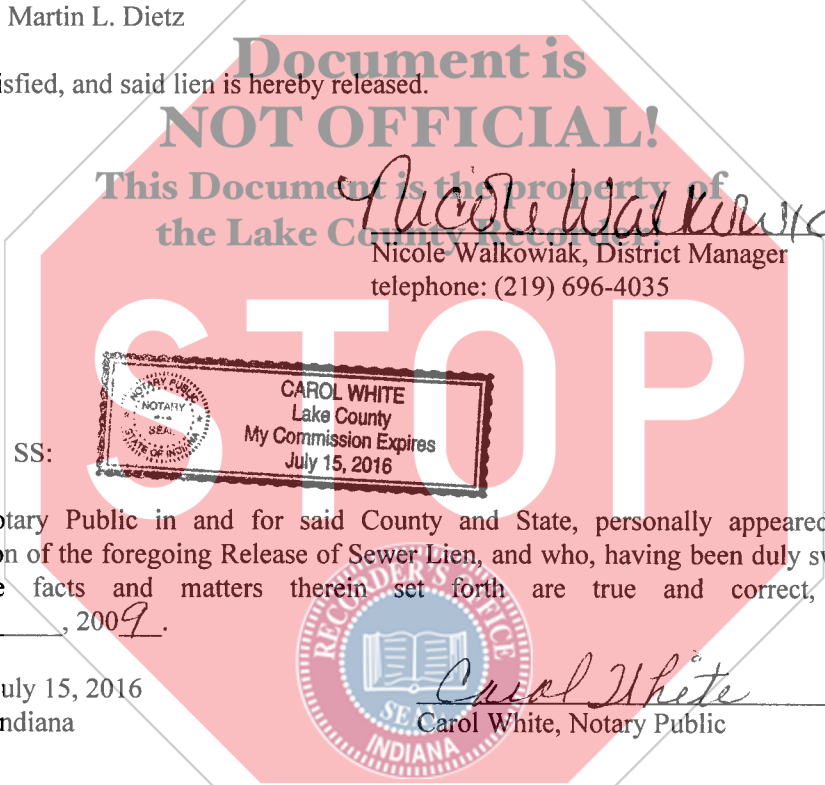 Martin L. Dietz
Document is
isfied, and said lien is hereby released.
NOT OFFICIAL!
This Document is the property of
the Lake County Recorder!
Nicole Walkowiak
Nicole Walkowiak, District Manager
telephone: (219) 696-4035
STOP
NOTARY PUBLIC
NOTARY
SEAL
STATE OF INDIANA
CAROL WHITE
Lake County
My Commission Expires
July 15, 2016
SS:
otary Public in and for said County and State, personally appeared
on of the foregoing Release of Sewer Lien, and who, having been duly sw
e facts and matters therein set forth are true and correct,
, 2009.
RECORDER'S OFFICE
SEAL
INDIANA
uly 15, 2016
ndiana
Carol White
Carol White, Notary Public